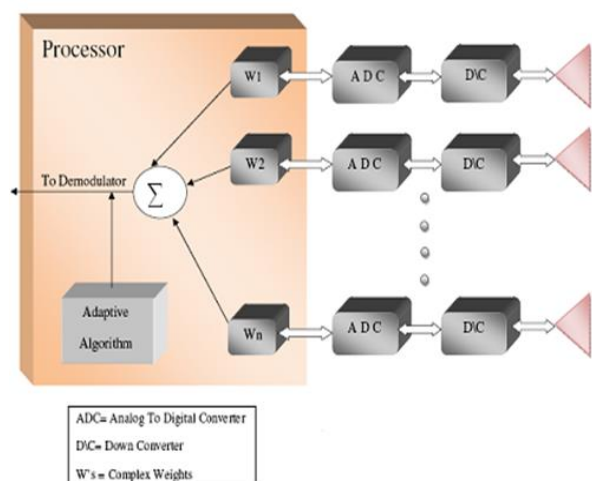 Processor
W1
A D C
D\C
W2
A D C
D\C
To Demodulator
Σ
Adaptive
Algorithm
Wn
A D C
D\C
ADC= Analog To Digital Converter
D\C= Down Converter
W's = Complex Weights